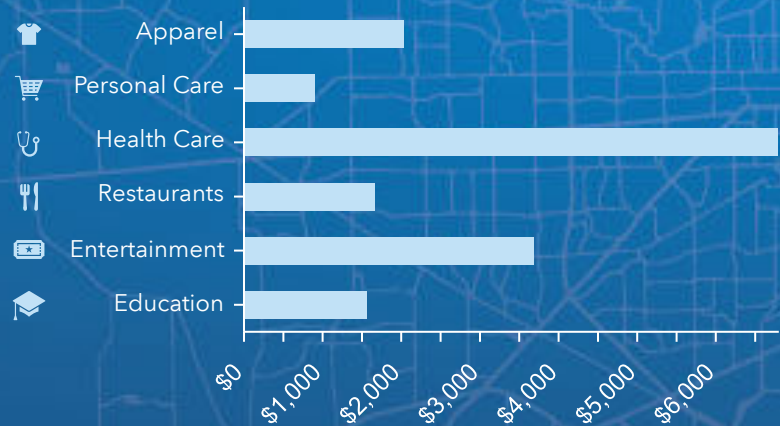 Apparel
Personal Care
Health Care
Restaurants
Entertainment
Education
$0
$1,000
$2,000
$3,000
$4,000
$5,000
$6,000